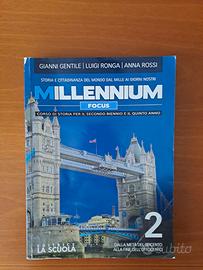 GIANNI GENTILE | LUIGI RONGA | ANNA ROSSI
STORIA E CITTADINANZA DEL MONDO DAL MILLE AI GIORNI NOSTRI
MILLENNIUM
FOCUS
CORSO DI STORIA PER IL SECONDO BIENNIO E IL QUINTO ANNO
2
DALLA METÀ DEL SEICENTO
ALLA FINE DELL'OTTOCENTO
EDITRICE
LA SCUOLA
subito